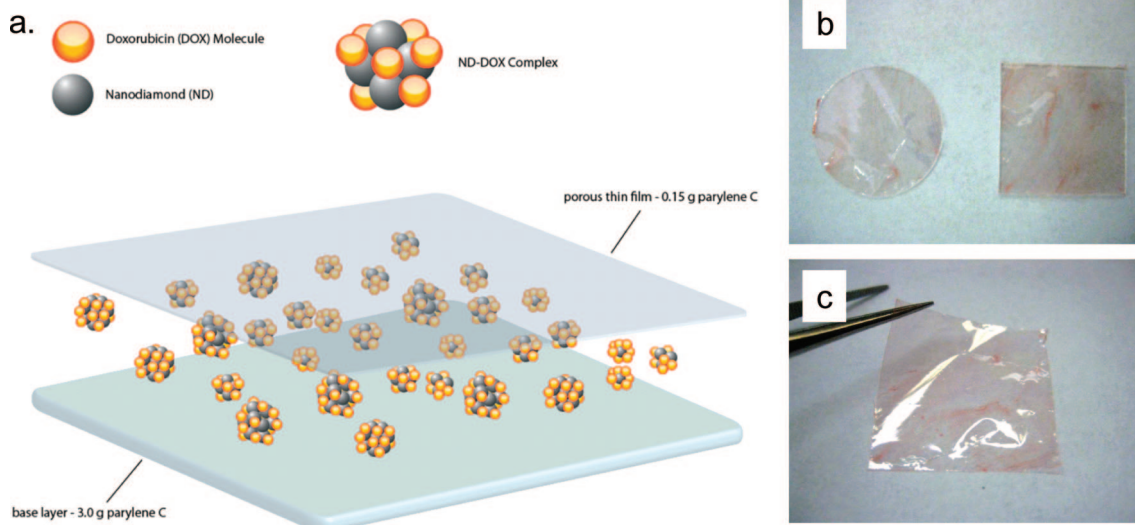 a.
Doxorubicin (DOX) Molecule
Nanodiamond (ND)
ND-DOX Complex
porous thin film - 0.15 g parylene C
base layer - 3.0 g parylene C
b
c